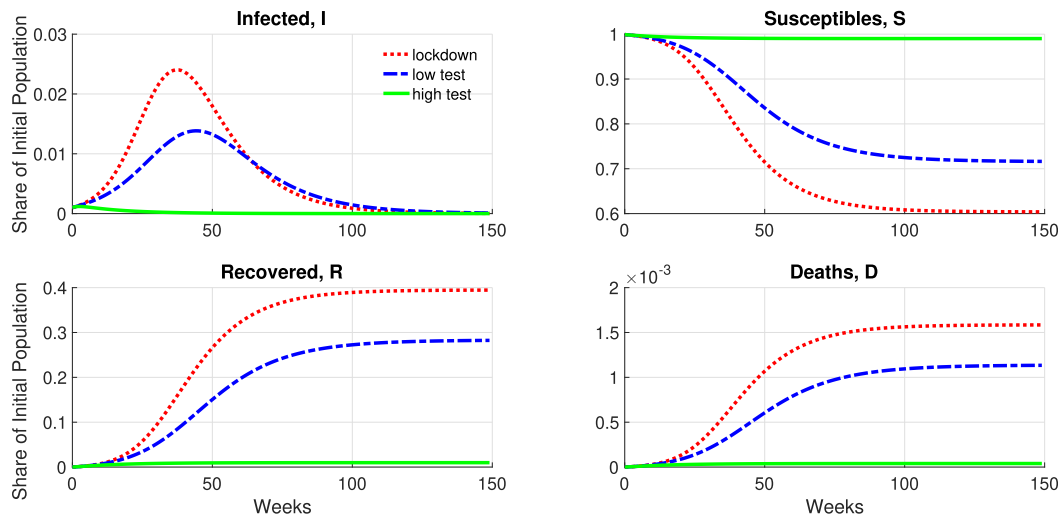 Infected, I
Share of Initial Population
0.03
0.02
0.01
0
0 50 100 150
lockdown
low test
high test
Susceptibles, S
1
0.9
0.8
0.7
0.6
0 50 100 150
Recovered, R
Share of Initial Population
0.4
0.3
0.2
0.1
0
0 50 100 150
Weeks
Deaths, D
×10⁻³
2
1.5
1
0.5
0
0 50 100 150
Weeks